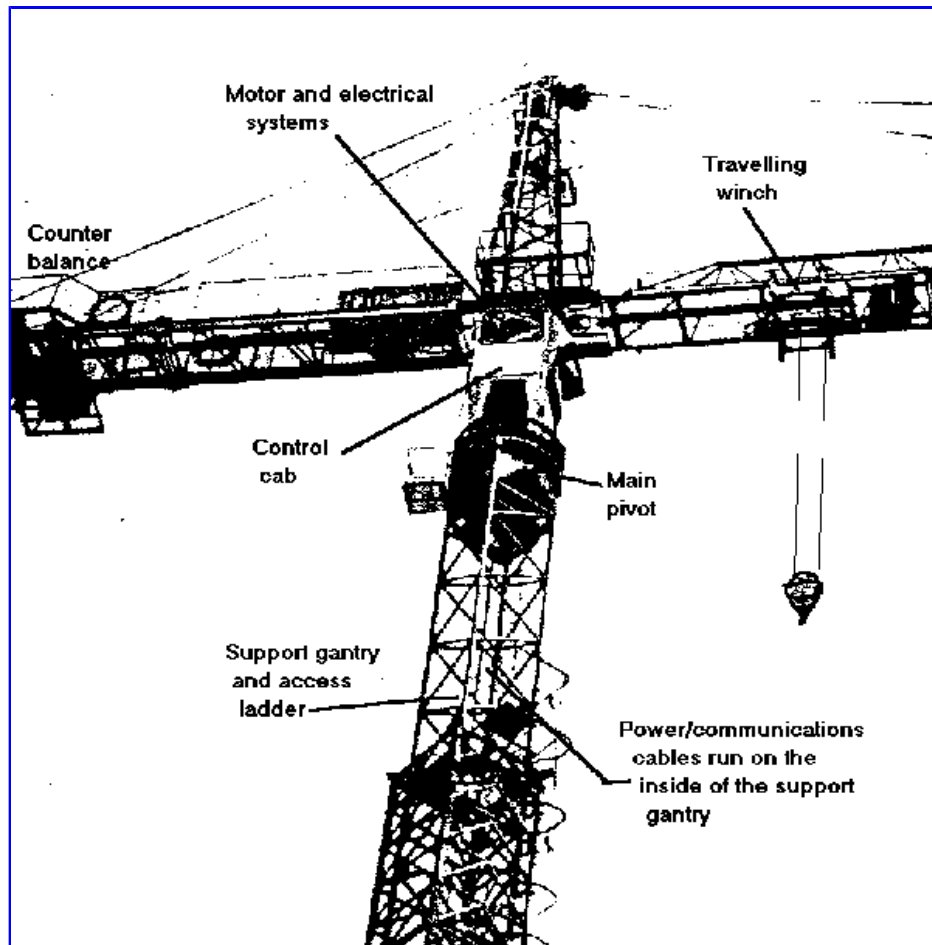 Motor and electrical
systems
Travelling
winch
Counter
balance
Control
cab
Main
pivot
Support gantry
and access
ladder
Power/communications
cables run on the
inside of the support
gantry